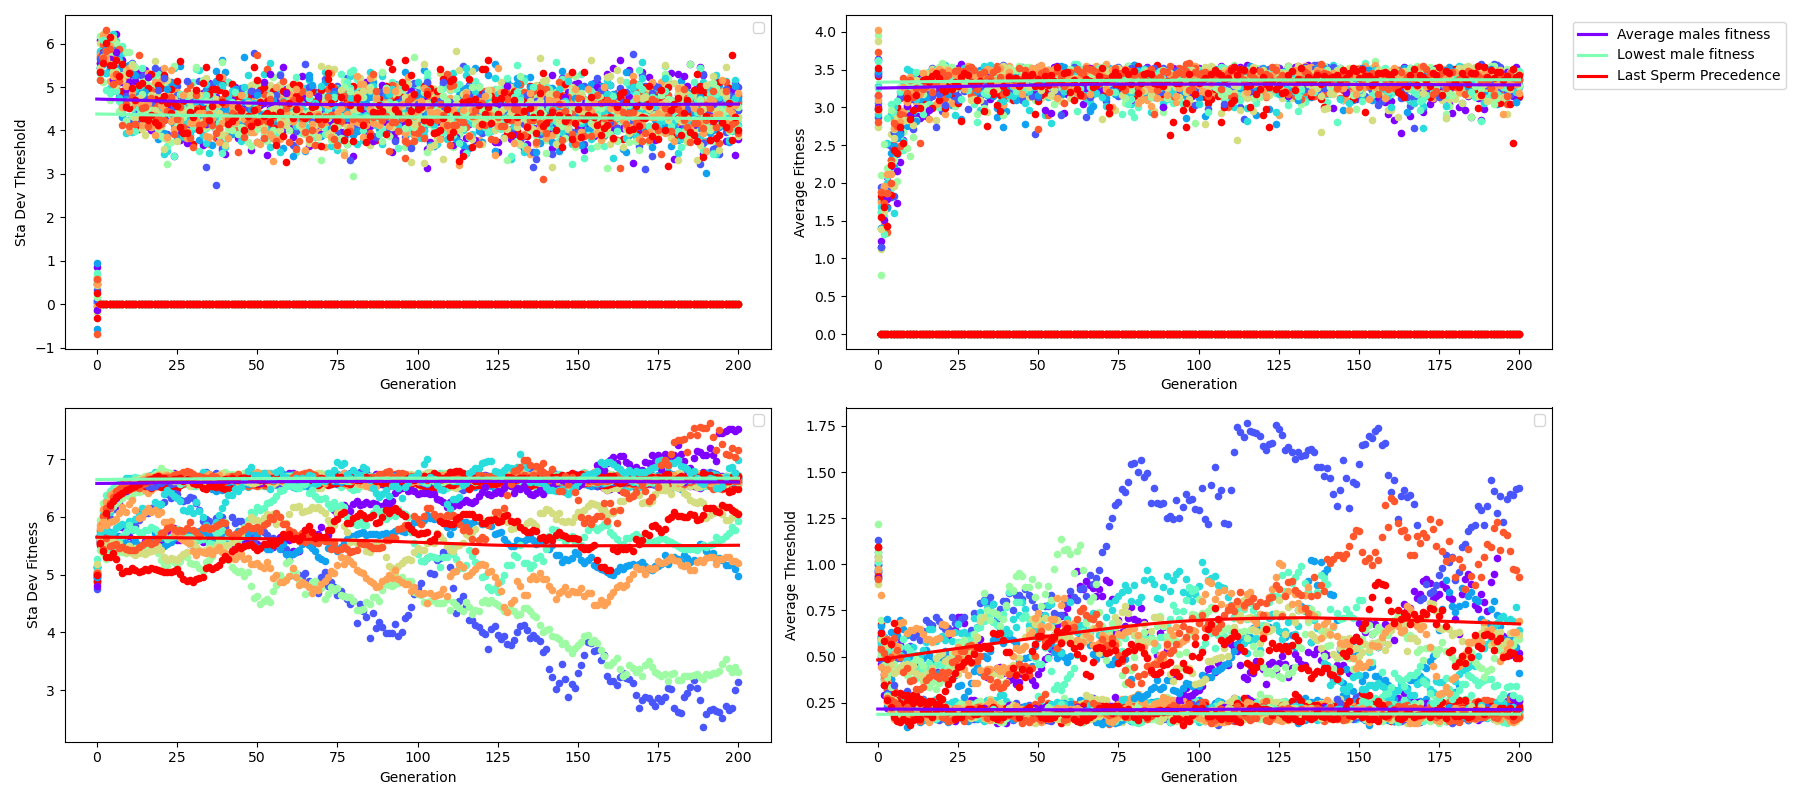 Sta Dev Threshold
6
5
4
3
2
1
0
−1
0 25 50 75 100 125 150 175 200
Generation
Average Fitness
4.0
3.5
3.0
2.5
2.0
1.5
1.0
0.5
0.0
0 25 50 75 100 125 150 175 200
Generation
Average males fitness
Lowest male fitness
Last Sperm Precedence
Sta Dev Fitness
7
6
5
4
3
0 25 50 75 100 125 150 175 200
Generation
Average Threshold
1.75
1.50
1.25
1.00
0.75
0.50
0.25
0 25 50 75 100 125 150 175 200
Generation